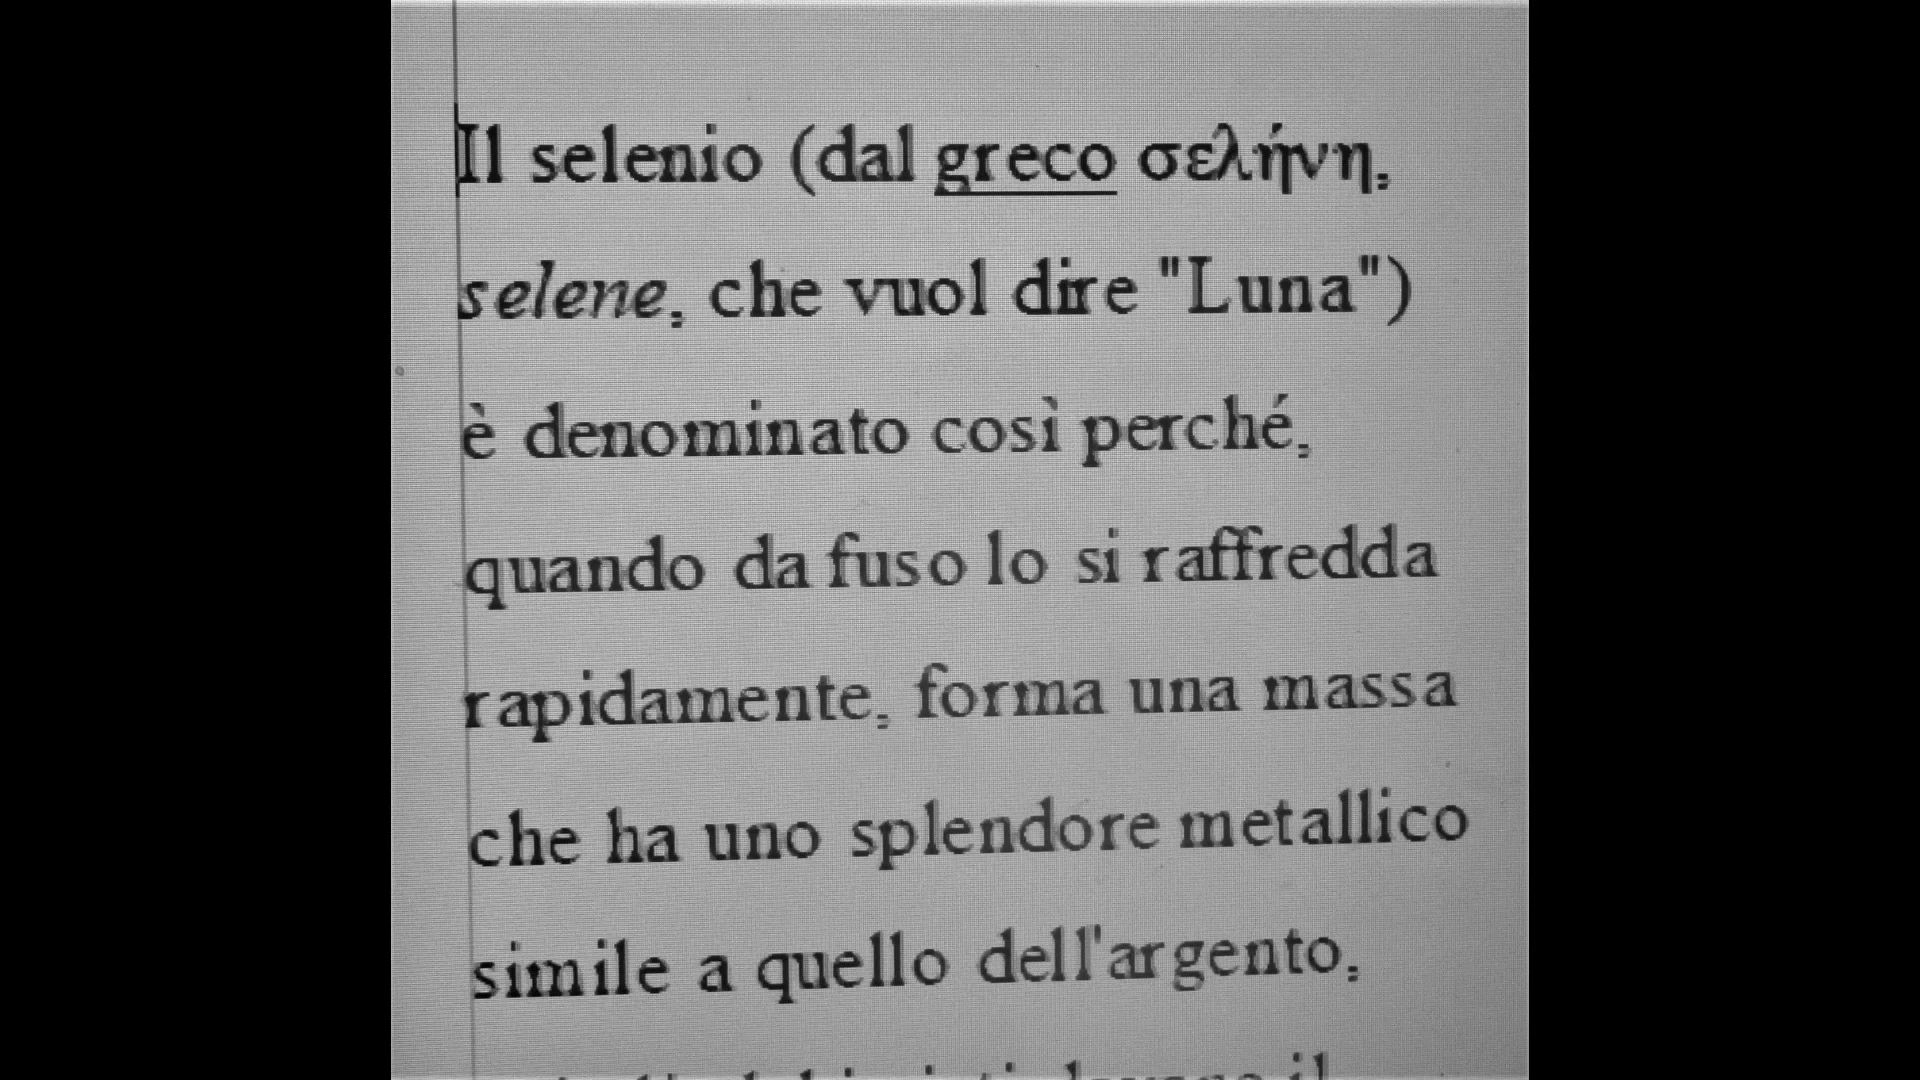 Il selenio (dal greco σελήνη,
selene, che vuol dire "Luna")
è denominato così perché,
quando da fuso lo si raffredda
rapidamente, forma una massa
che ha uno splendore metallico
simile a quello dell'argento,
il